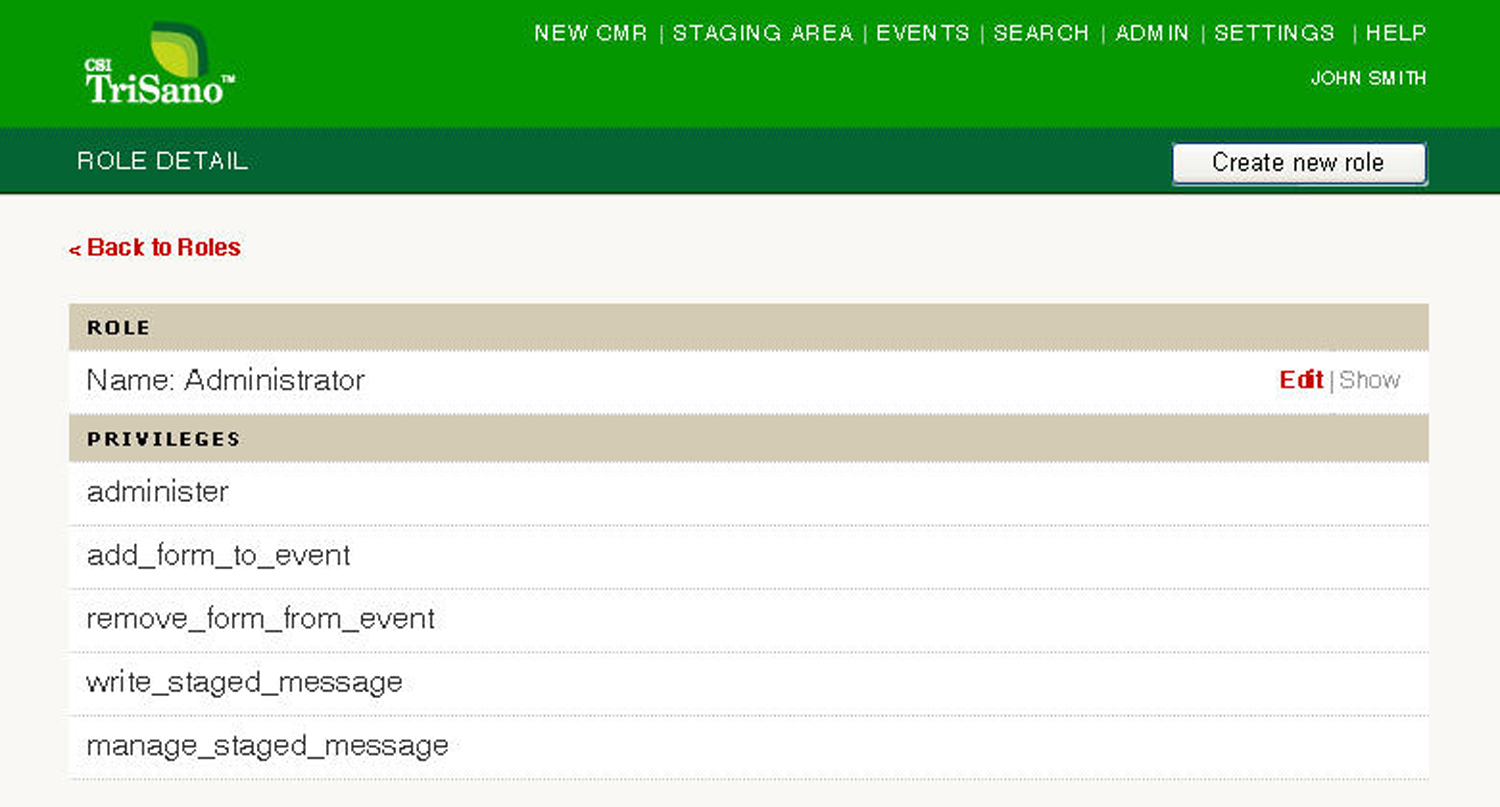 NEW CMR | STAGING AREA | EVENTS | SEARCH | ADMIN | SETTINGS | HELP
CSI
TriSano™
JOHN SMITH
ROLE DETAIL
Create new role
< Back to Roles
ROLE
Name: Administrator
Edit | Show
PRIVILEGES
administer
add_form_to_event
remove_form_from_event
write_staged_message
manage_staged_message